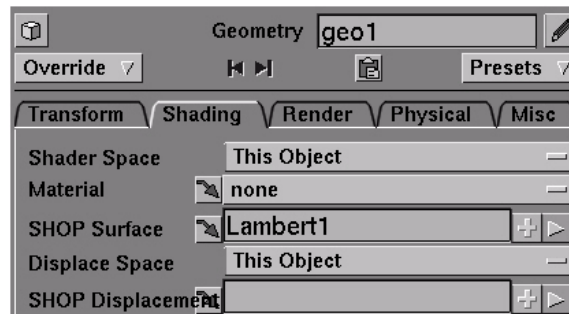 Geometry geo1
Override Presets
Transform Shading Render Physical Misc
Shader Space This Object
Material none
SHOP Surface Lambert1
Displace Space This Object
SHOP Displacement